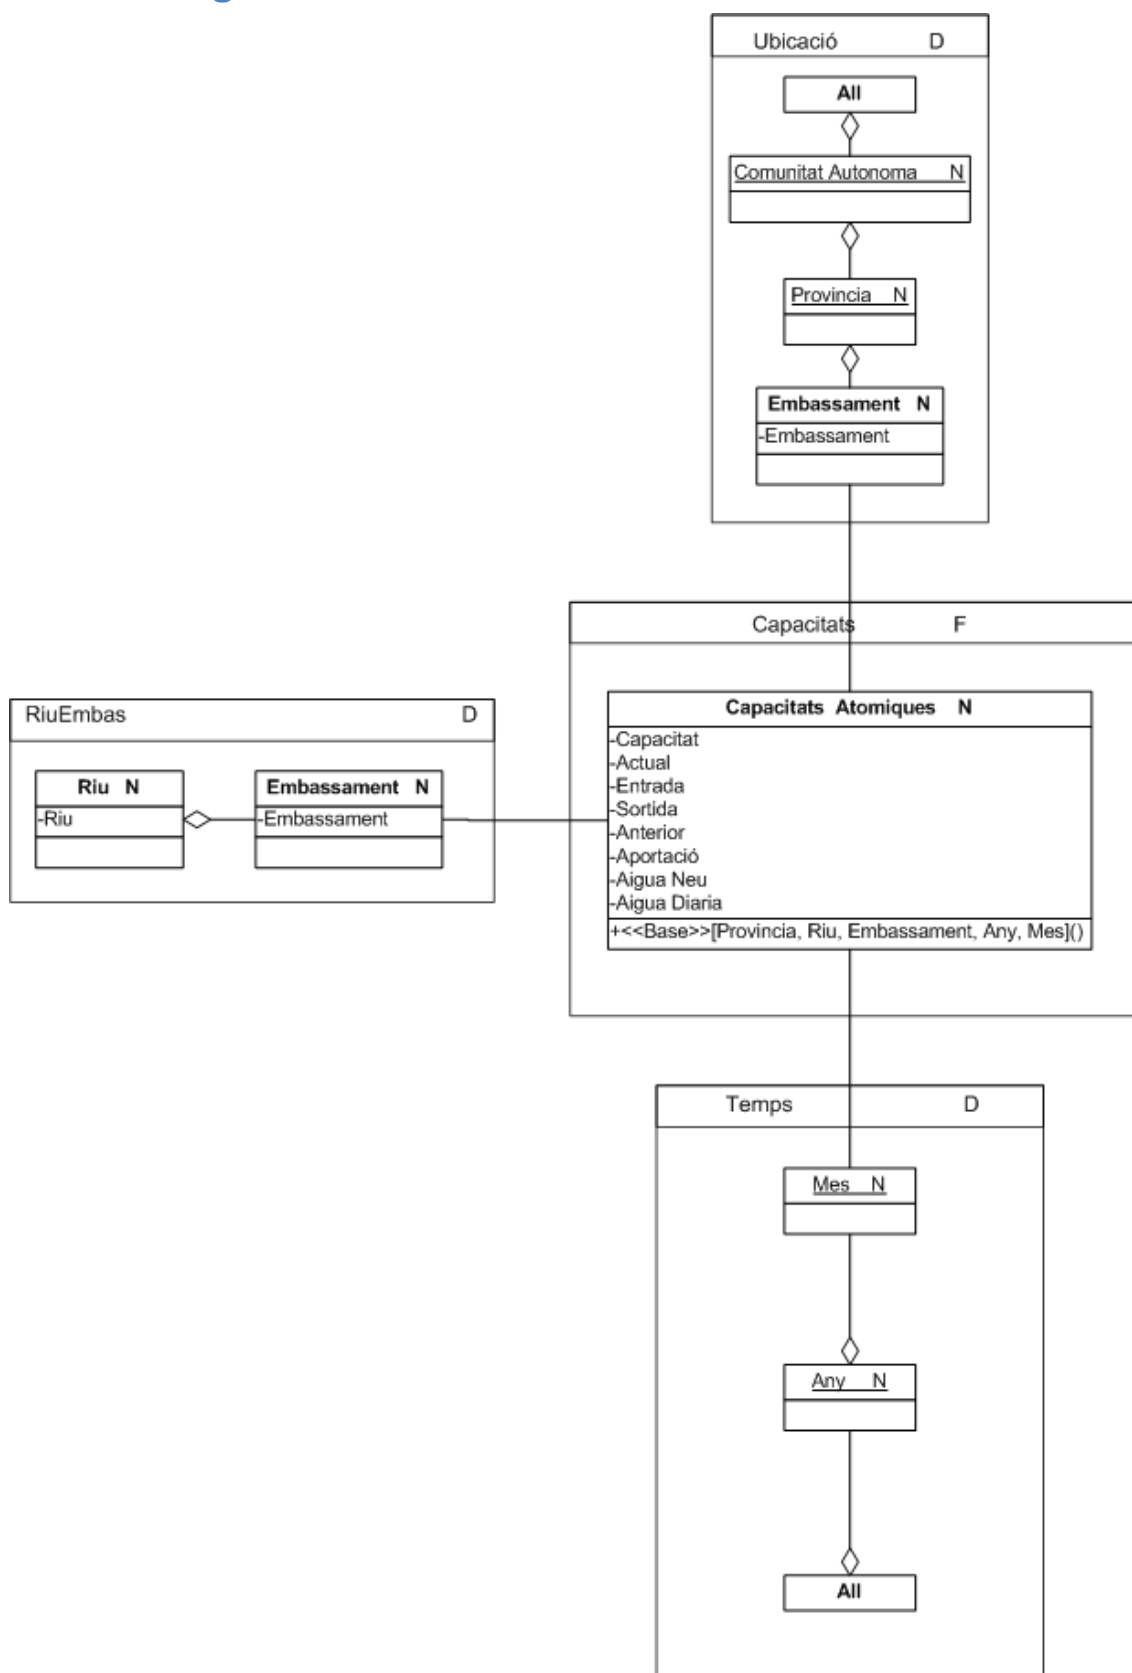 Ubicació D
All
Comunitat Autonoma N
Provincia N
Embassament N
-Embassament
Capacitats F
Capacitats Atomiques N
-Capacitat
-Actual
-Entrada
-Sortida
-Anterior
-Aportació
-Aigua Neu
-Aigua Diaria
+<<Base>>[Provincia, Riu, Embassament, Any, Mes]()
RiuEmbas D
Riu N
-Riu
Embassament N
-Embassament
Temps D
Mes N
Any N
All